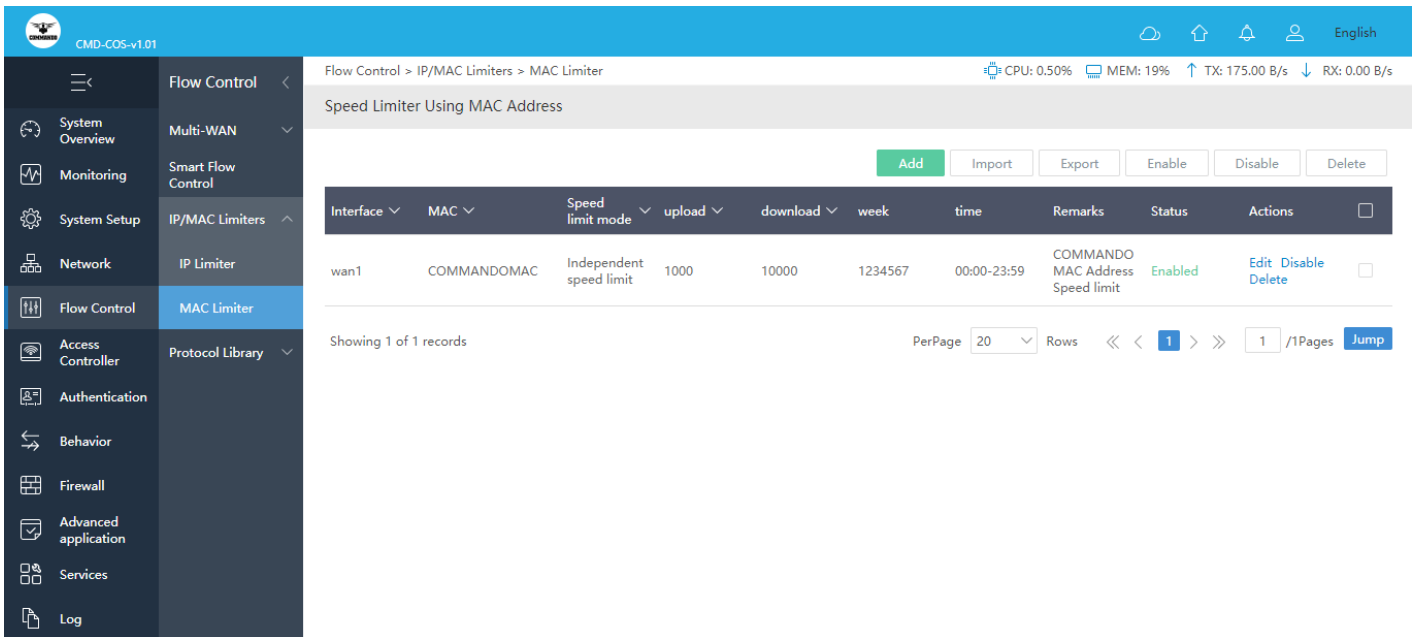 COMMANDO
CMD-COS-v1.01
English
Flow Control
Flow Control > IP/MAC Limiters > MAC Limiter
CPU: 0.50%
MEM: 19%
TX: 175.00 B/s
RX: 0.00 B/s
Speed Limiter Using MAC Address
System
Overview
Monitoring
System Setup
Network
Flow Control
Access
Controller
Authentication
Behavior
Firewall
Advanced
application
Services
Log
Multi-WAN
Smart Flow
Control
IP/MAC Limiters
IP Limiter
MAC Limiter
Protocol Library
Add
Import
Export
Enable
Disable
Delete
Interface
MAC
Speed
limit mode
upload
download
week
time
Remarks
Status
Actions
wan1
COMMANDOMAC
Independent
speed limit
1000
10000
1234567
00:00-23:59
COMMANDO
MAC Address
Speed limit
Enabled
Edit Disable
Delete
Showing 1 of 1 records
PerPage 20 Rows
1
1 /1Pages
Jump